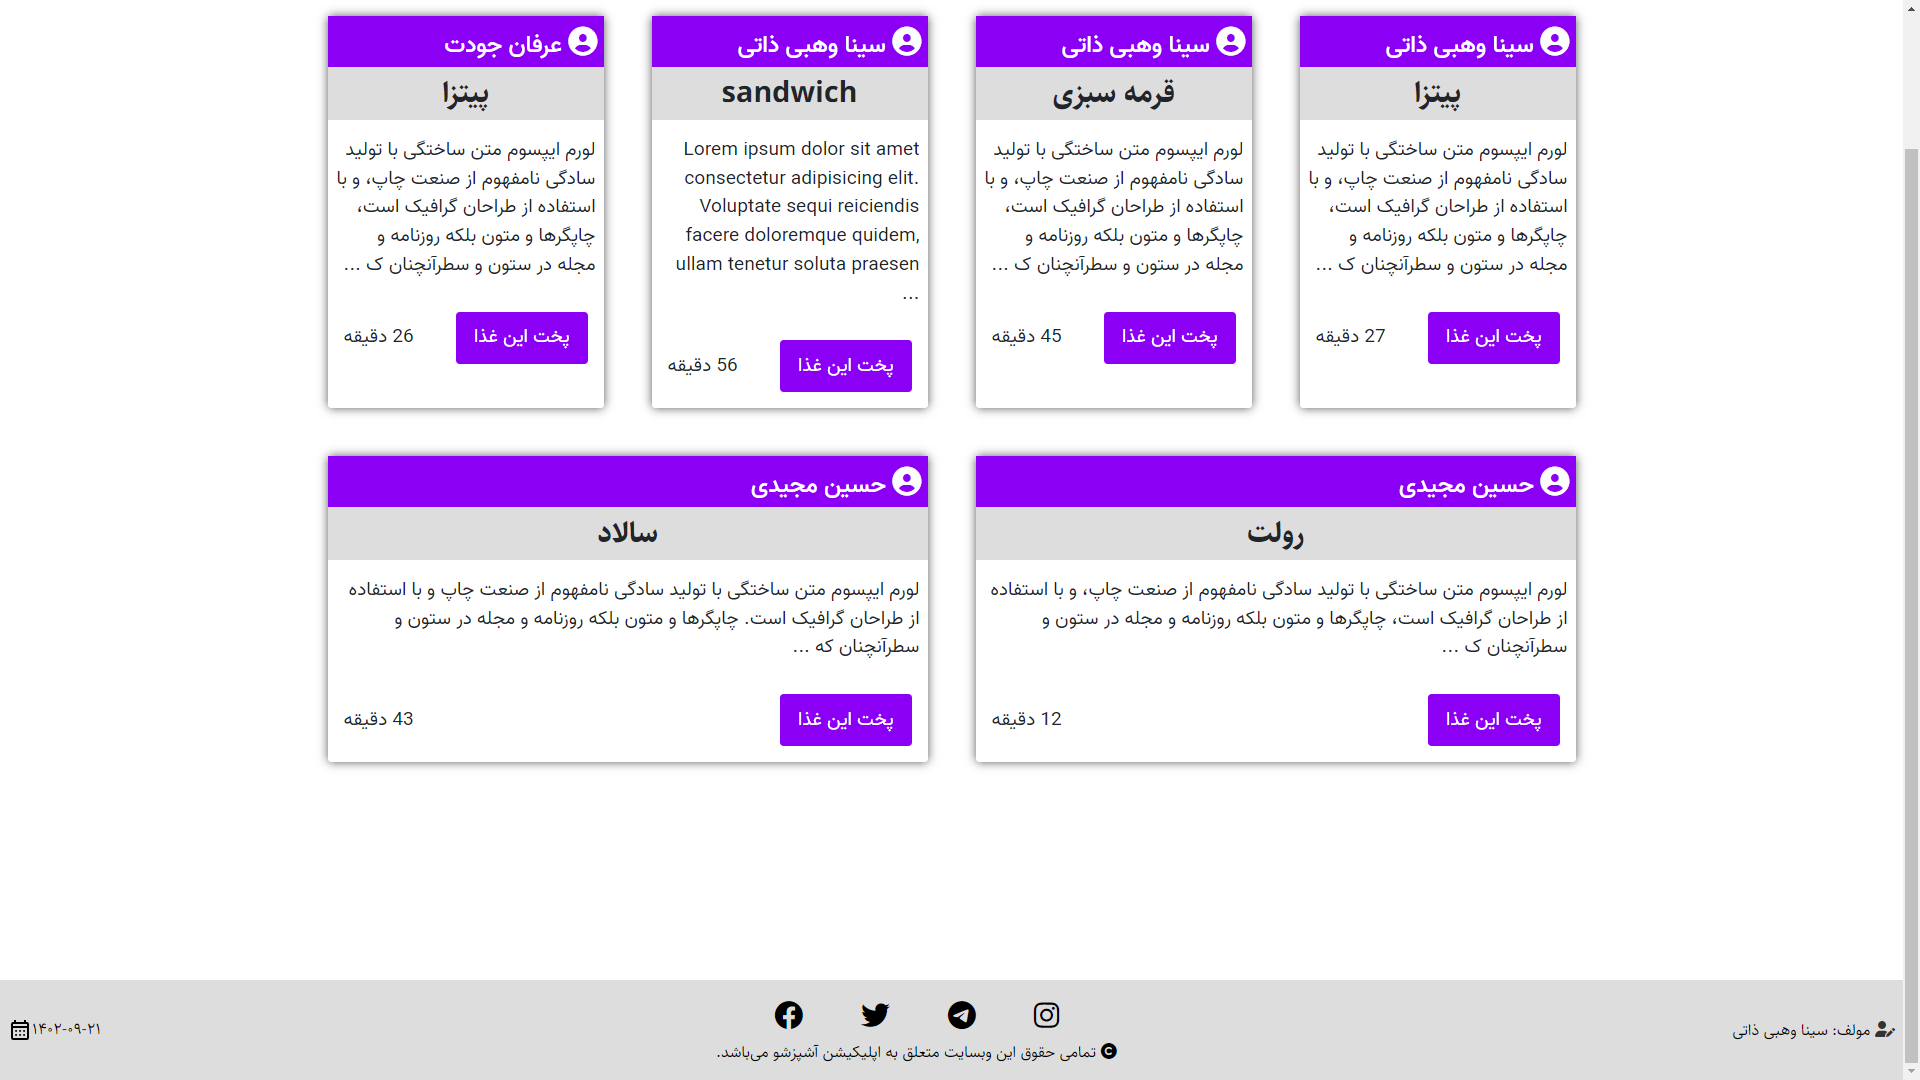 سینا وهبی ذاتی
پیتزا
لورم ایپسوم متن ساختگی با تولید
سادگی نامفهوم از صنعت چاپ، و با
استفاده از طراحان گرافیک است،
چاپگرها و متون بلکه روزنامه و
مجله در ستون و سطرآنچنان ک ...
پخت این غذا
27 دقیقه
سینا وهبی ذاتی
قرمه سبزی
لورم ایپسوم متن ساختگی با تولید
سادگی نامفهوم از صنعت چاپ، و با
استفاده از طراحان گرافیک است،
چاپگرها و متون بلکه روزنامه و
مجله در ستون و سطرآنچنان ک ...
پخت این غذا
45 دقیقه
سینا وهبی ذاتی
sandwich
Lorem ipsum dolor sit amet
consectetur adipisicing elit.
Voluptate sequi reiciendis
facere doloremque quidem,
ullam tenetur soluta praesen
...
پخت این غذا
56 دقیقه
عرفان جودت
پیتزا
لورم ایپسوم متن ساختگی با تولید
سادگی نامفهوم از صنعت چاپ، و با
استفاده از طراحان گرافیک است،
چاپگرها و متون بلکه روزنامه و
مجله در ستون و سطرآنچنان ک ...
پخت این غذا
26 دقیقه
حسین مجیدی
رولت
لورم ایپسوم متن ساختگی با تولید سادگی نامفهوم از صنعت چاپ، و با استفاده
از طراحان گرافیک است، چاپگرها و متون بلکه روزنامه و مجله در ستون و
سطرآنچنان ک ...
پخت این غذا
12 دقیقه
حسین مجیدی
سالاد
لورم ایپسوم متن ساختگی با تولید سادگی نامفهوم از صنعت چاپ و با استفاده
از طراحان گرافیک است. چاپگرها و متون بلکه روزنامه و مجله در ستون و
سطرآنچنان که ...
پخت این غذا
43 دقیقه
مولف: سینا وهبی ذاتی
تمامی حقوق این وبسایت متعلق به اپلیکیشن آشپزشو می‌باشد.
۱۴۰۲-۰۹-۲۱